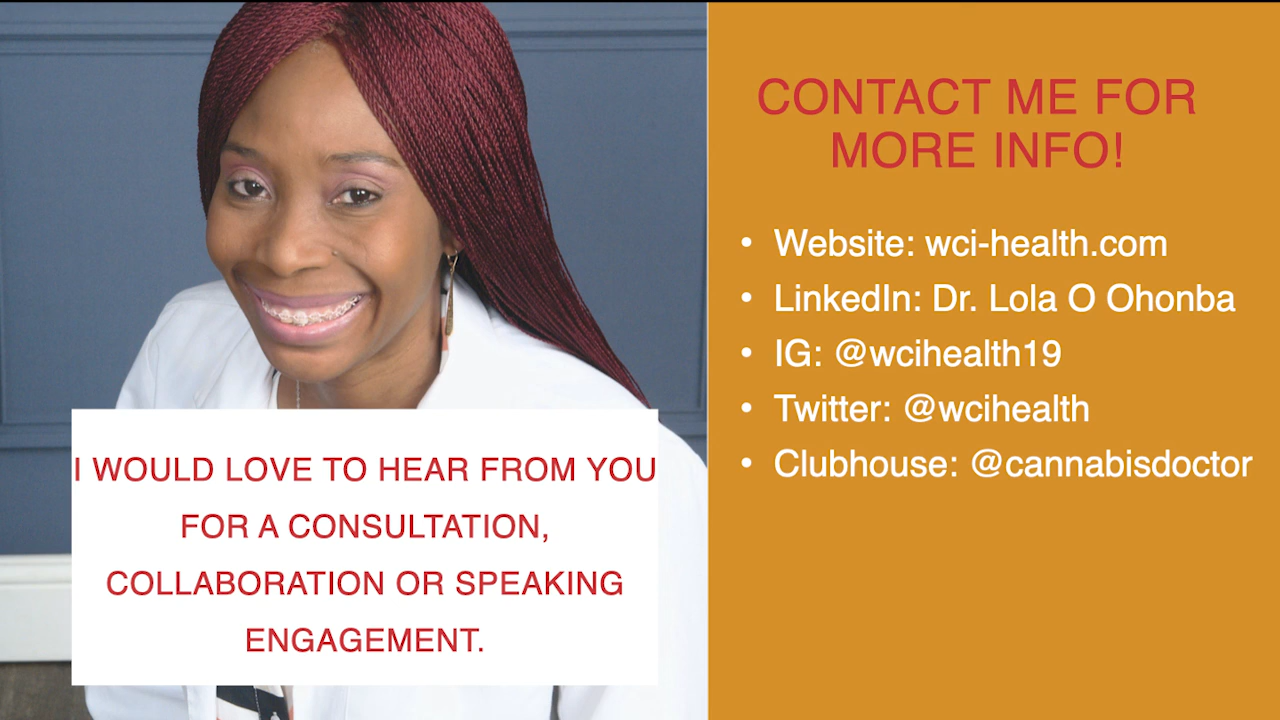 CONTACT ME FOR
MORE INFO!
• Website: wci-health.com
• LinkedIn: Dr. Lola O Ohonba
• IG: @wcihealth19
• Twitter: @wcihealth
• Clubhouse: @cannabisdoctor
I WOULD LOVE TO HEAR FROM YOU
FOR A CONSULTATION,
COLLABORATION OR SPEAKING
ENGAGEMENT.